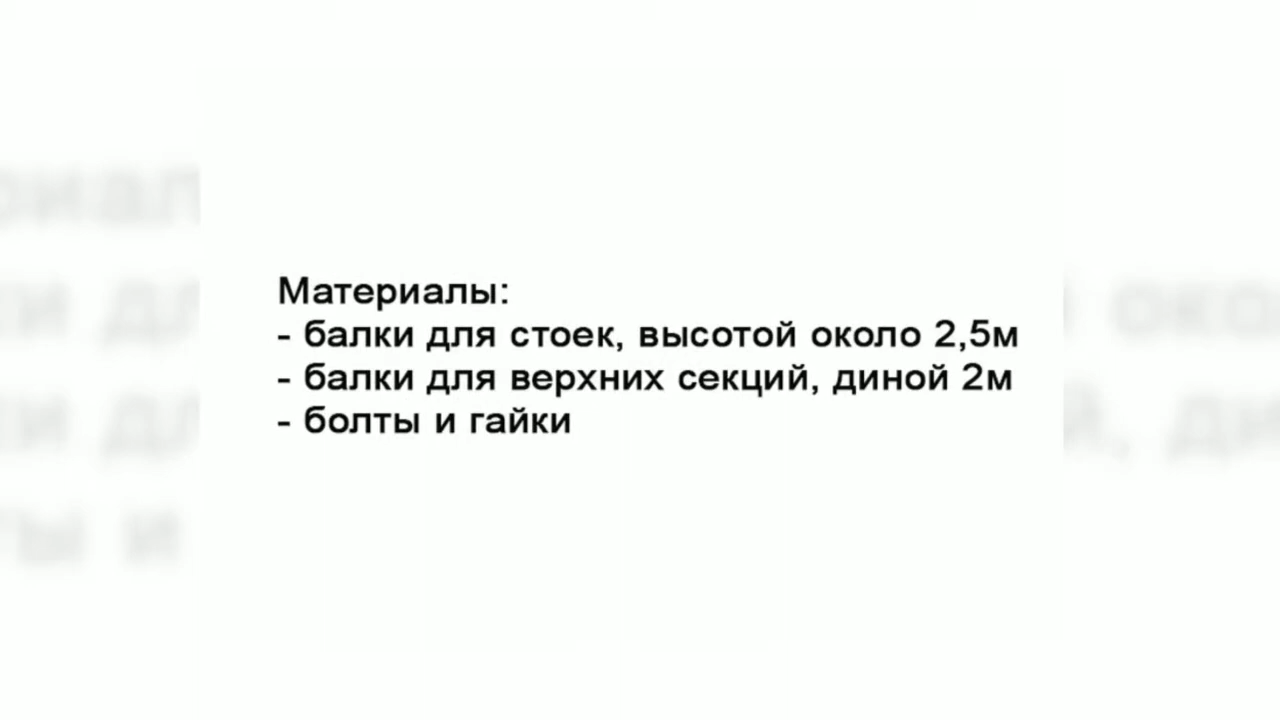 Материалы:
- балки для стоек, высотой около 2,5м
- балки для верхних секций, диной 2м
- болты и гайки